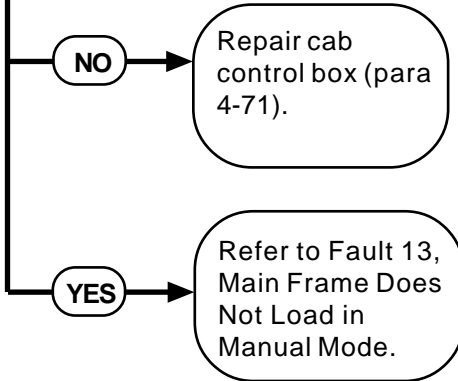 NO
Repair cab
control box (para
4-71).
YES
Refer to Fault 13,
Main Frame Does
Not Load in
Manual Mode.